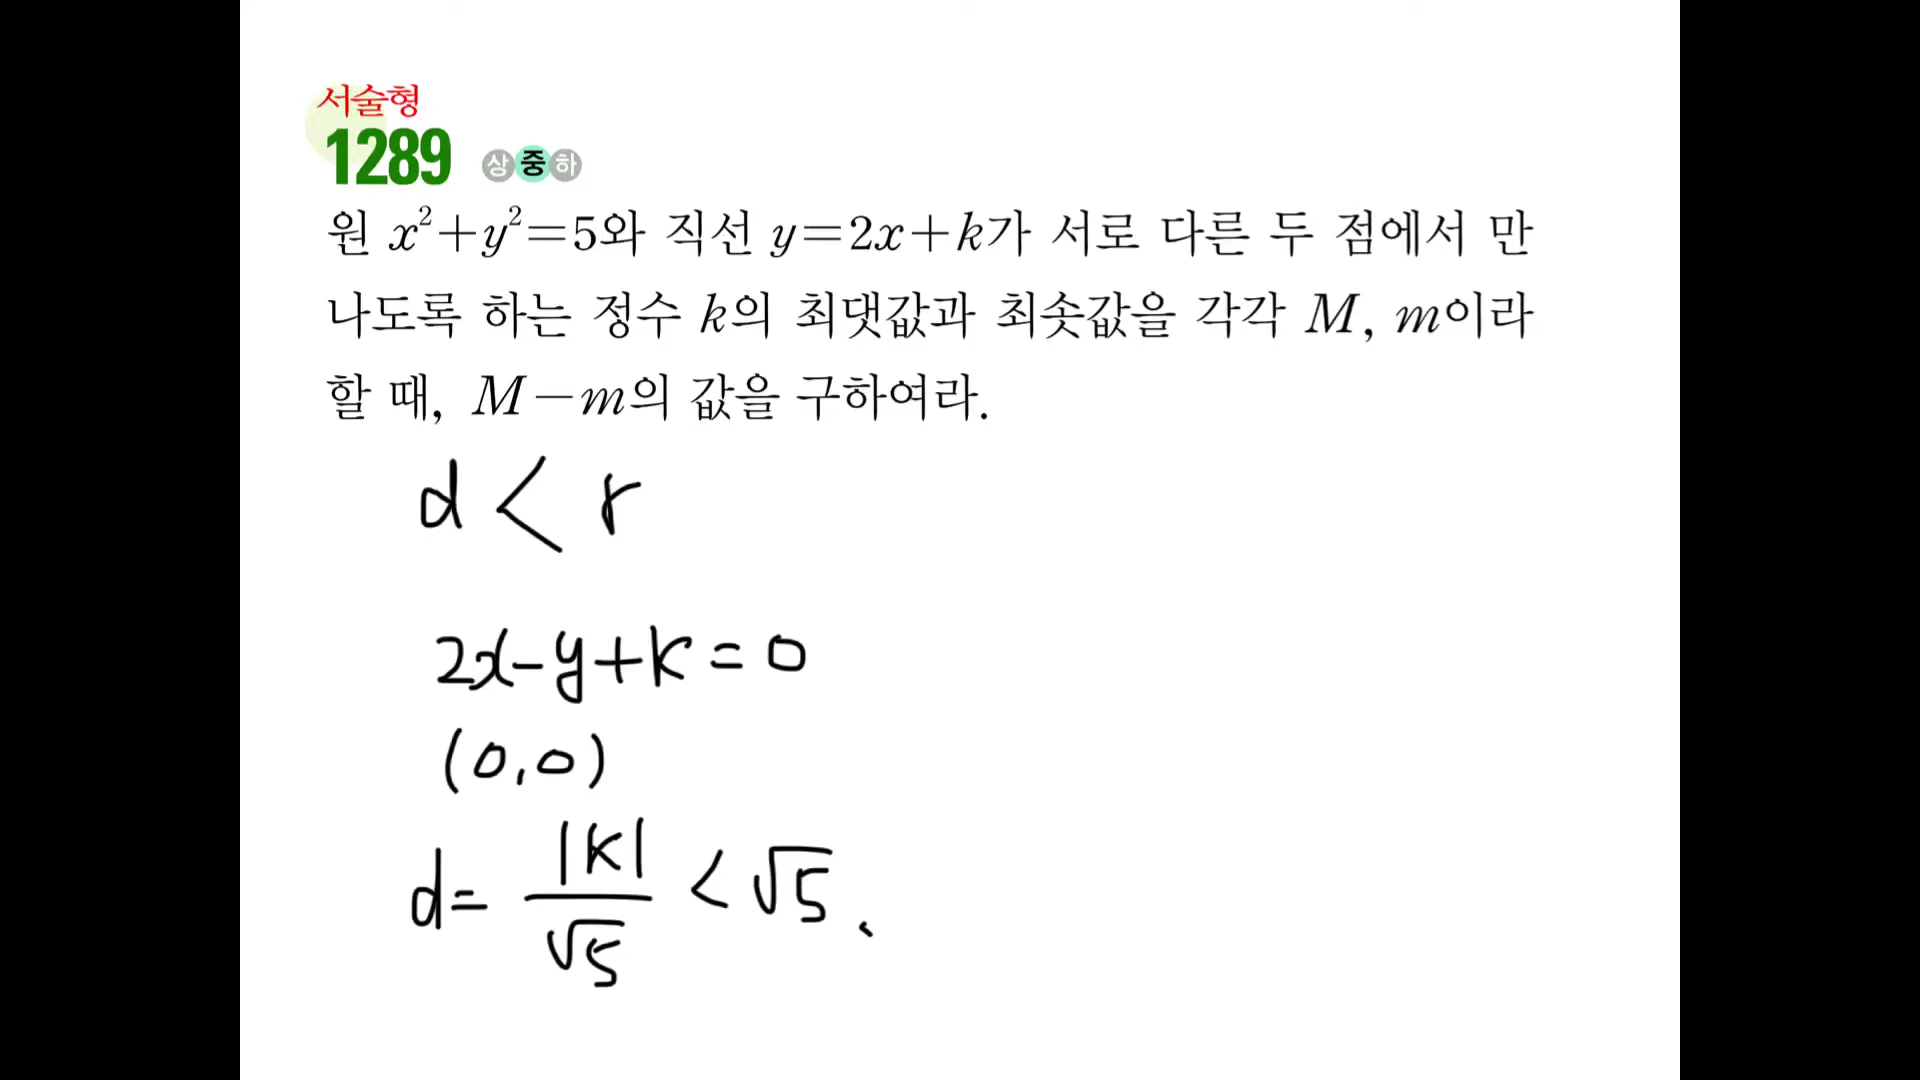 서술형
1289 상 중 하
원 x²+y²=5와 직선 y=2x+k가 서로 다른 두 점에서 만
나도록 하는 정수 k의 최댓값과 최솟값을 각각 M, m이라
할 때, M-m의 값을 구하여라.
d < r
2x-y+k=0
(0,0)
d= |k|/√5 < √5